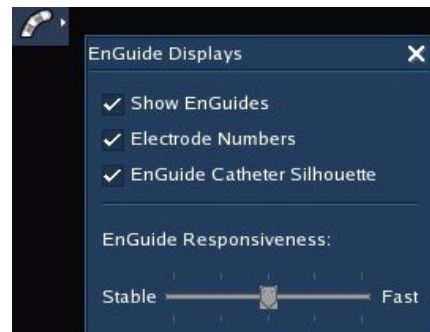 EnGuide Displays
Show EnGuides
Electrode Numbers
EnGuide Catheter Silhouette
EnGuide Responsiveness:
Stable Fast